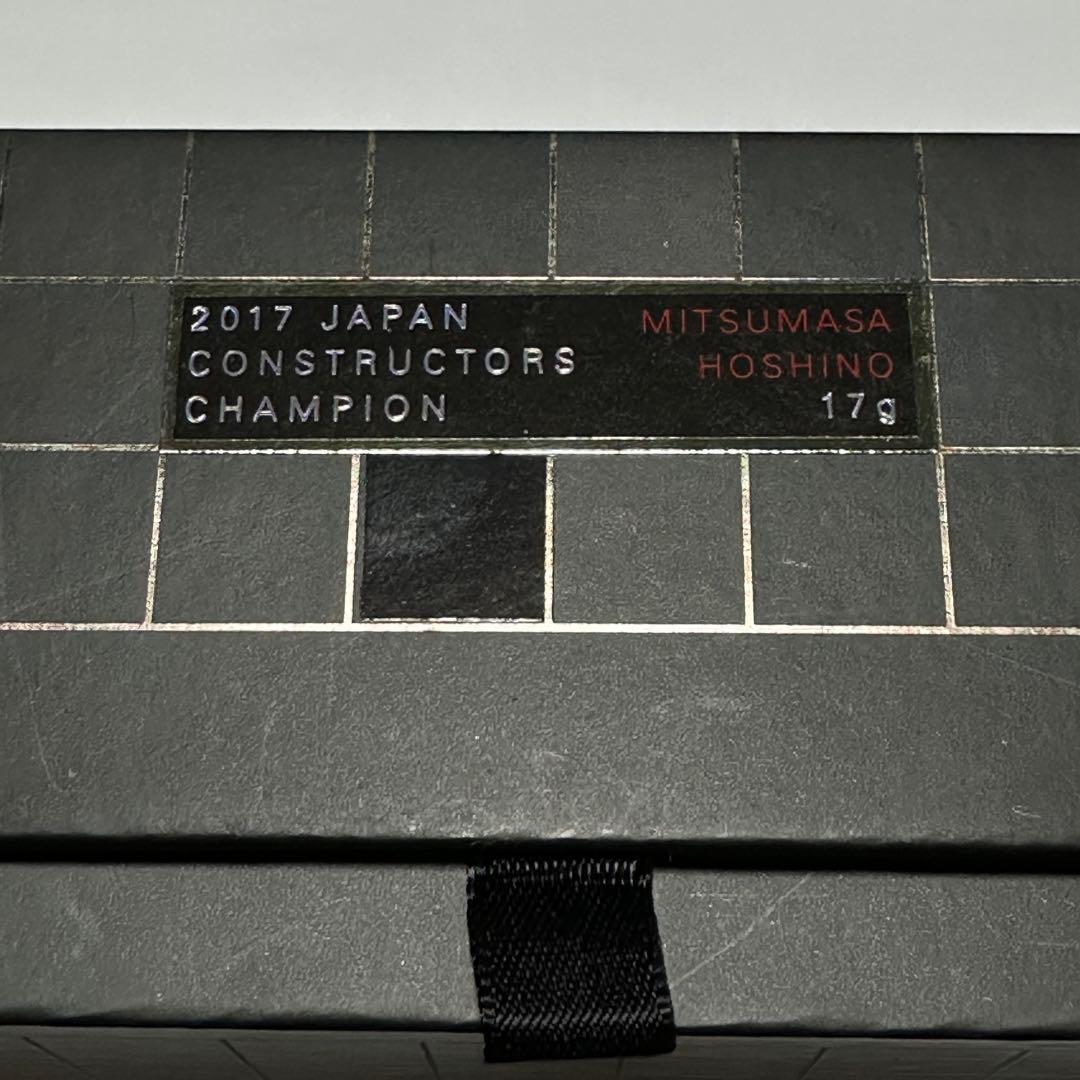 2017 JAPAN
CONSTRUCTORS
CHAMPION
MITSUMASA
HOSHINO
17g